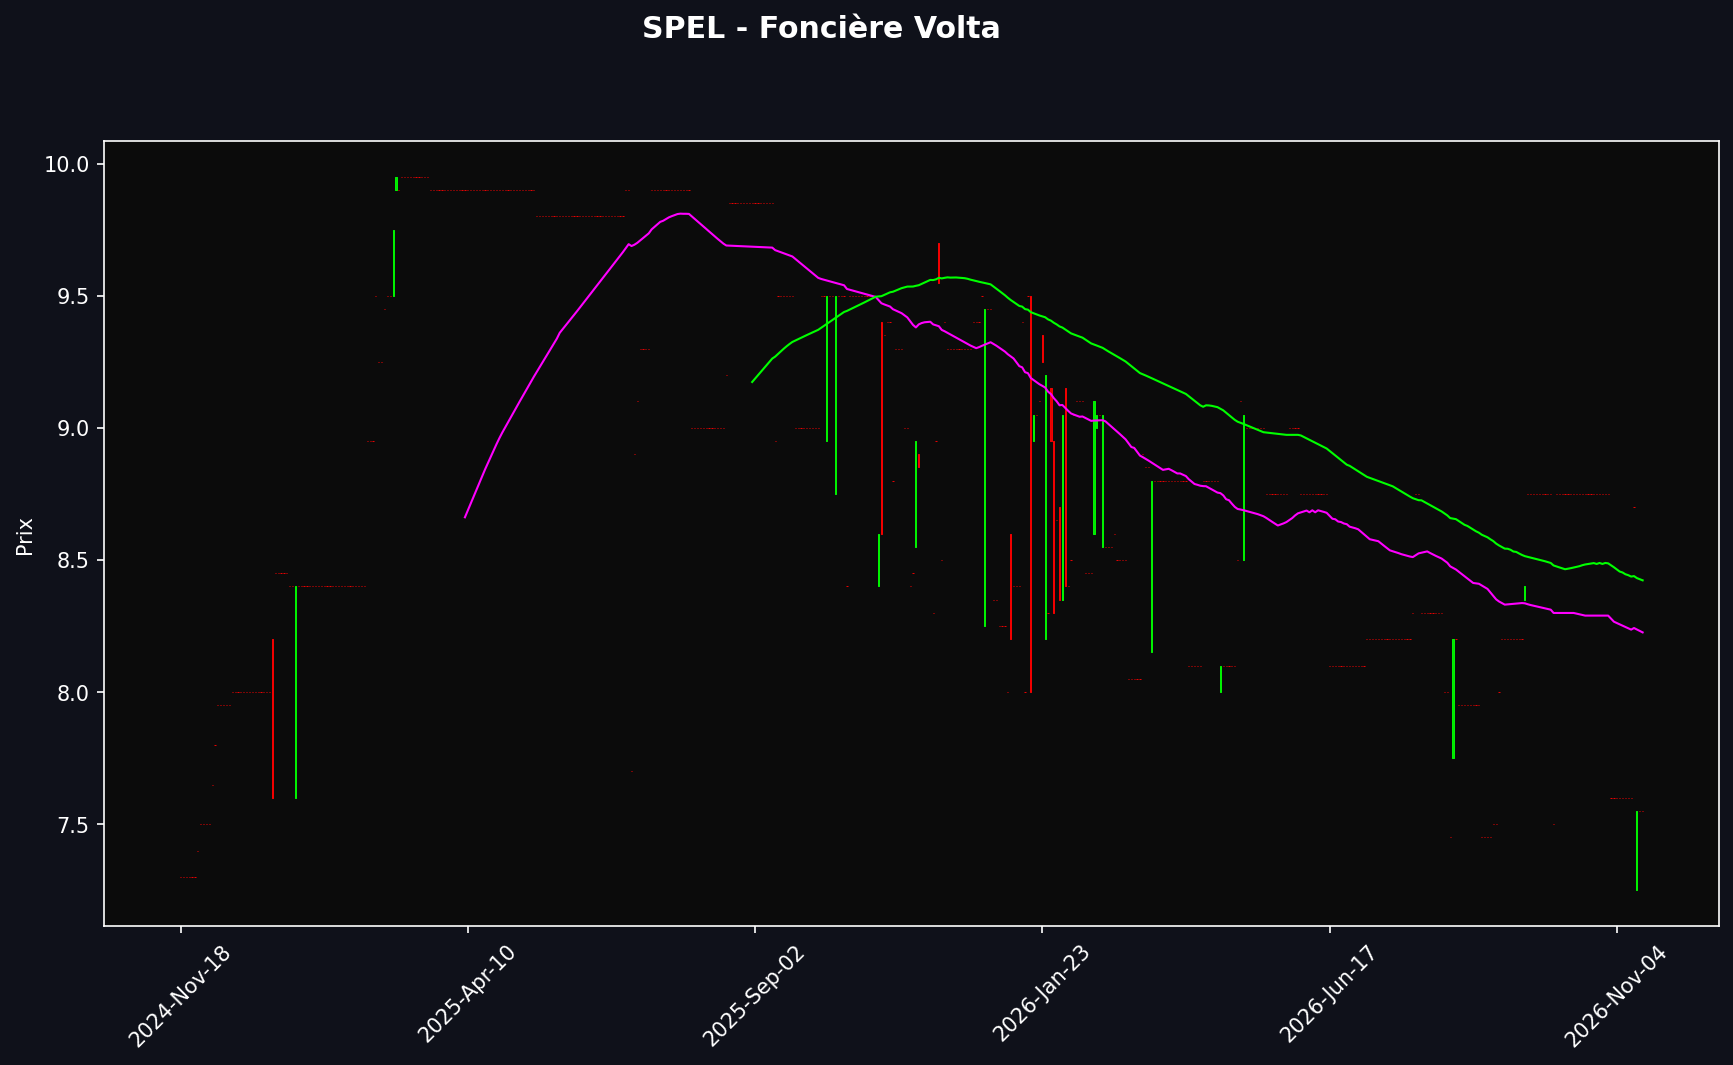 SPEL - Foncière Volta
Prix
10.0
9.5
9.0
8.5
8.0
7.5
2024-Nov-18
2025-Apr-10
2025-Sep-02
2026-Jan-23
2026-Jun-17
2026-Nov-04